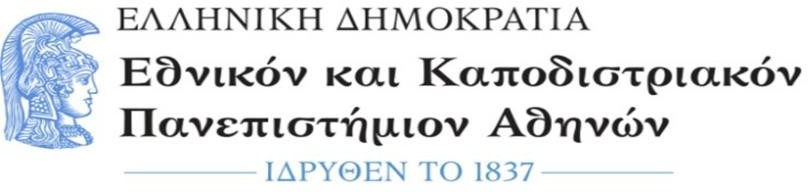 ΕΛΛΗΝΙΚΗ ΔΗΜΟΚΡΑΤΙΑ
Εθνικόν και Καποδιστριακόν
Πανεπιστήμιον Αθηνών
ΙΔΡΥΘΕΝ ΤΟ 1837